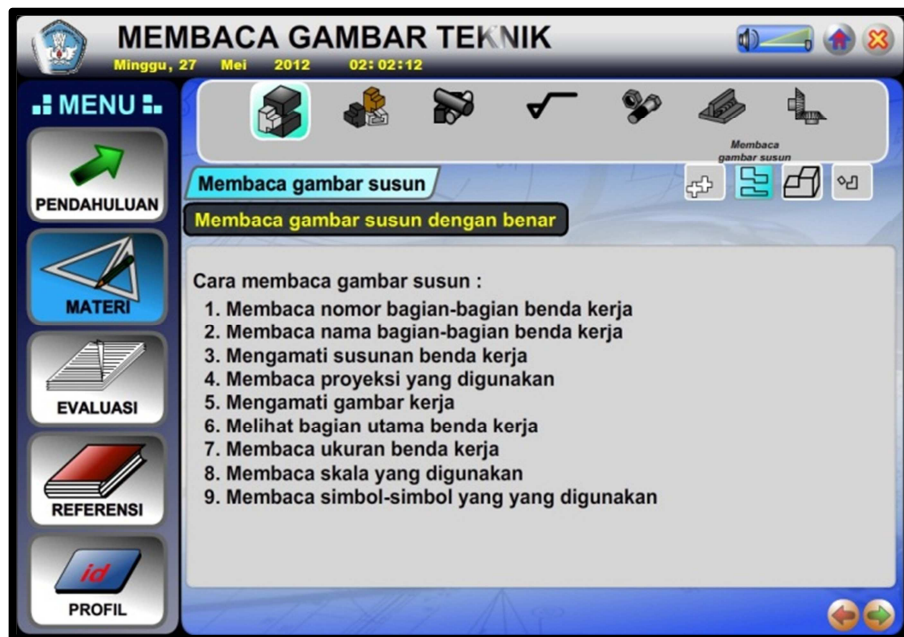 MEMBACA GAMBAR TEKNIK
Minggu, 27 Mei 2012 02:02:12
MENU
PENDAHULUAN
MATERI
EVALUASI
REFERENSI
id
PROFIL
Membaca
gambar susun
Membaca gambar susun
Membaca gambar susun dengan benar
Cara membaca gambar susun :
1. Membaca nomor bagian-bagian benda kerja
2. Membaca nama bagian-bagian benda kerja
3. Mengamati susunan benda kerja
4. Membaca proyeksi yang digunakan
5. Mengamati gambar kerja
6. Melihat bagian utama benda kerja
7. Membaca ukuran benda kerja
8. Membaca skala yang digunakan
9. Membaca simbol-simbol yang yang digunakan